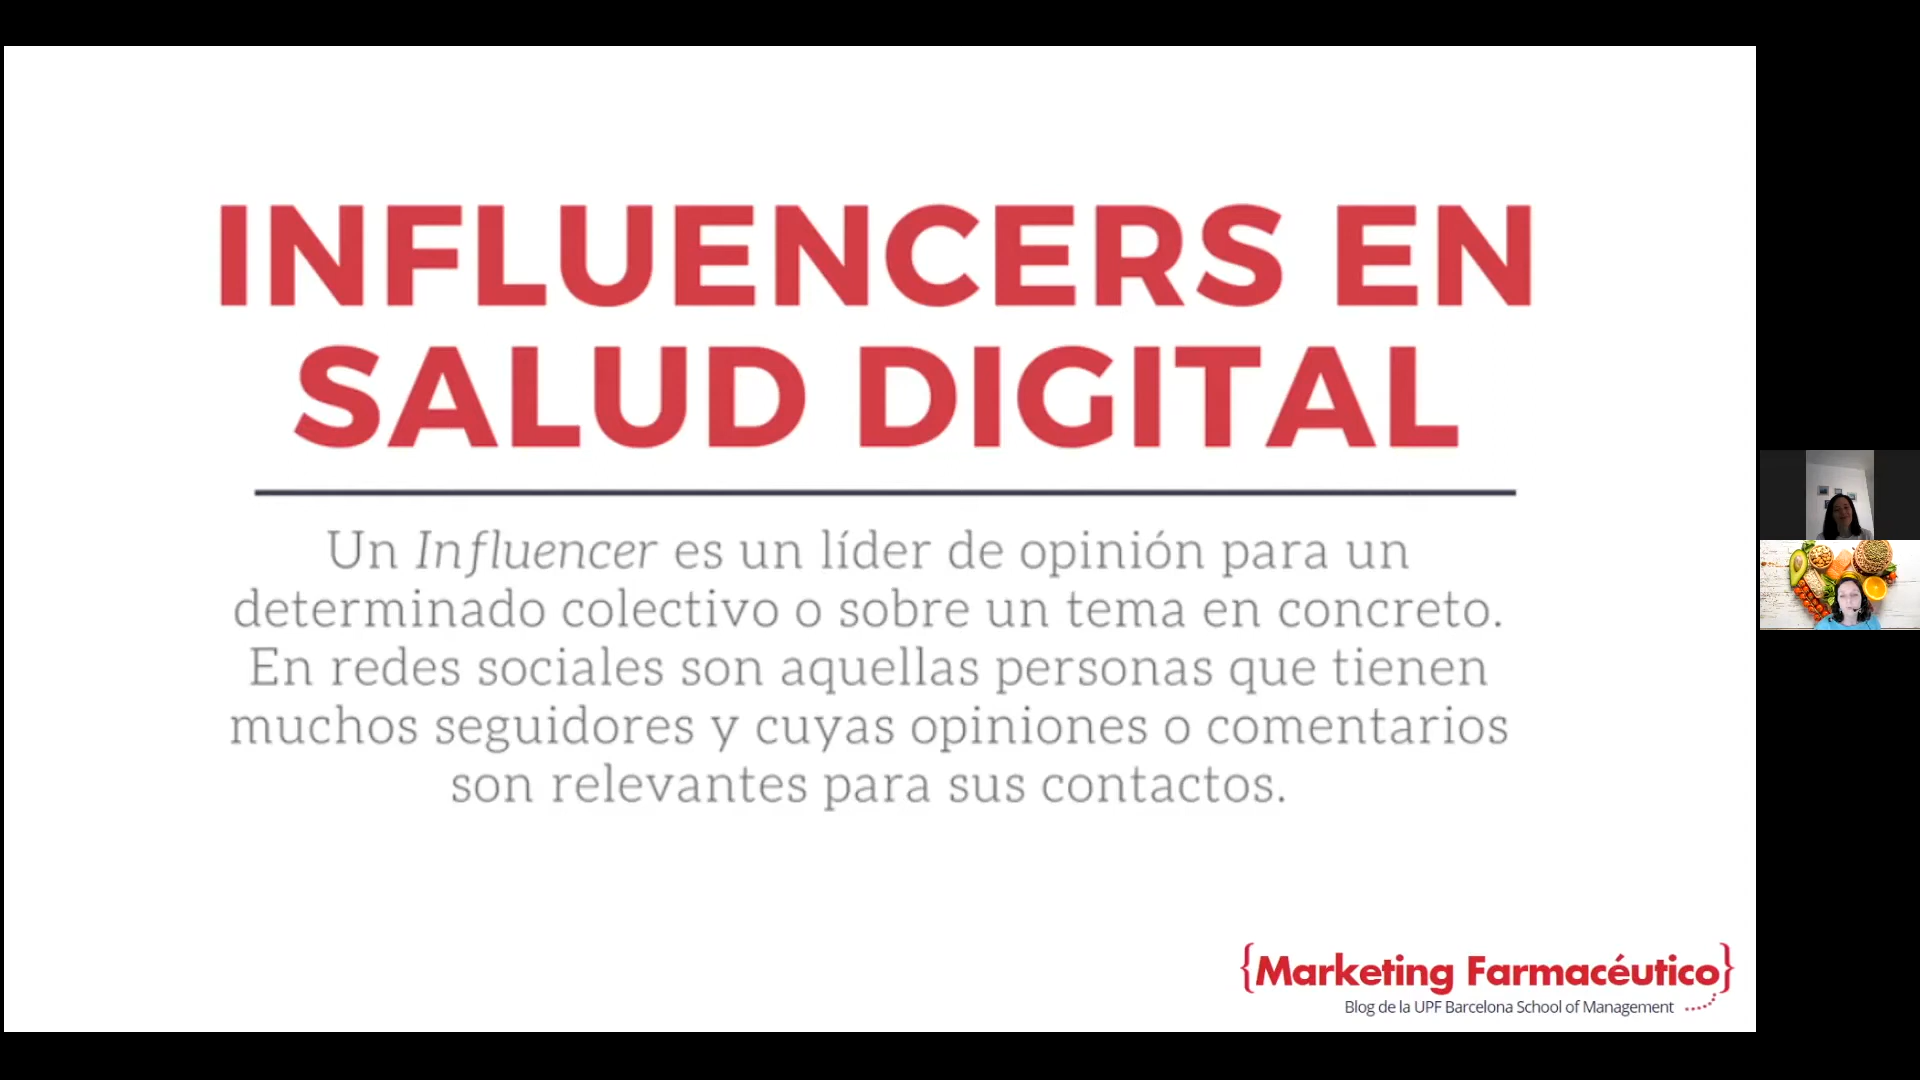 INFLUENCERS EN
SALUD DIGITAL
Un Influencer es un líder de opinión para un
determinado colectivo o sobre un tema en concreto.
En redes sociales son aquellas personas que tienen
muchos seguidores y cuyas opiniones o comentarios
son relevantes para sus contactos.
{Marketing Farmacéutico}
Blog de la UPF Barcelona School of Management